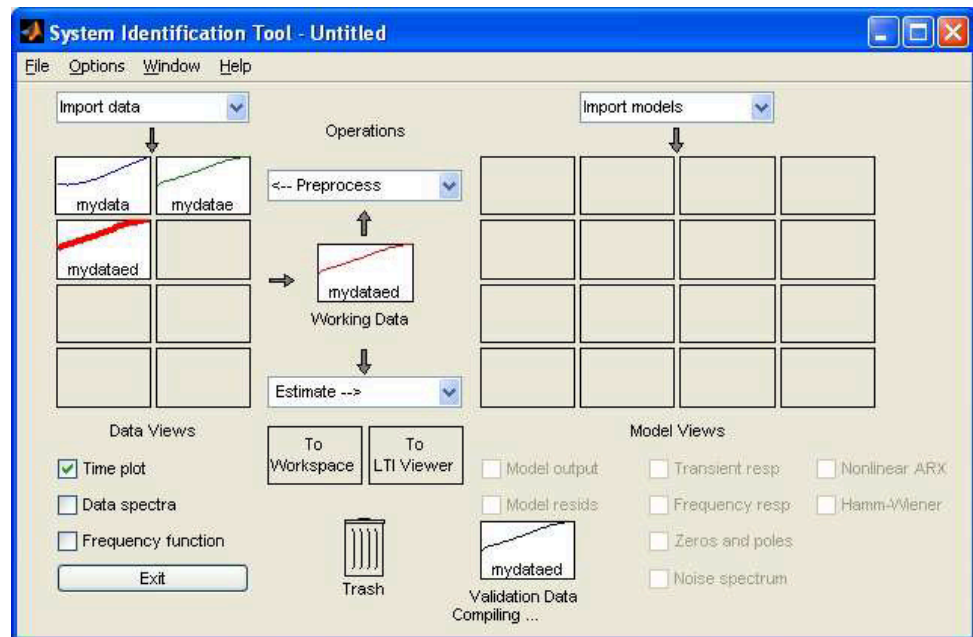 System Identification Tool - Untitled
File Options Window Help
Import data
Import models
Operations
mydata
mydatae
<-- Preprocess
mydataed
mydataed
Working Data
Estimate -->
Data Views
Model Views
To Workspace
To LTI Viewer
Time plot
Data spectra
Frequency function
Exit
Trash
Model output
Transient resp
Nonlinear ARX
Model resids
Frequency resp
Hamm-Wiener
Zeros and poles
Noise spectrum
mydataed
Validation Data
Compiling ...